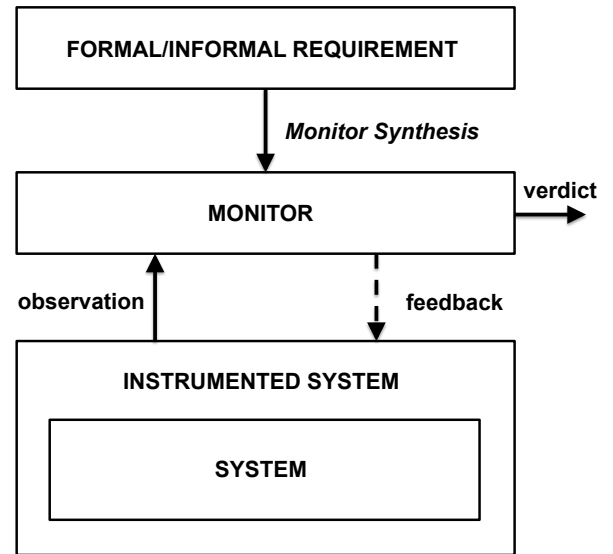 FORMAL/INFORMAL REQUIREMENT
Monitor Synthesis
verdict
MONITOR
observation
feedback
INSTRUMENTED SYSTEM
SYSTEM